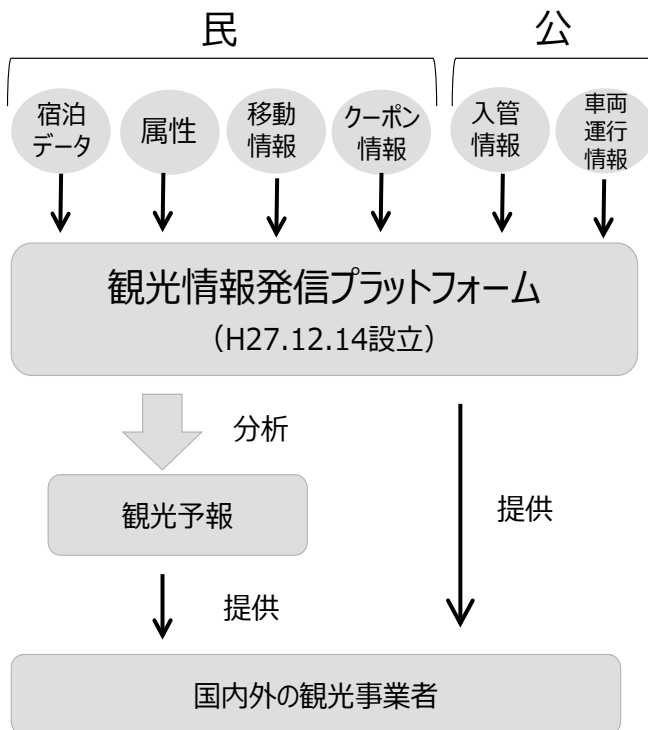 民
公
宿泊
データ
属性
移動
情報
クーポン
情報
入管
情報
車両
運行
情報
観光情報発信プラットフォーム
（H27.12.14設立）
分析
観光予報
提供
提供
国内外の観光事業者